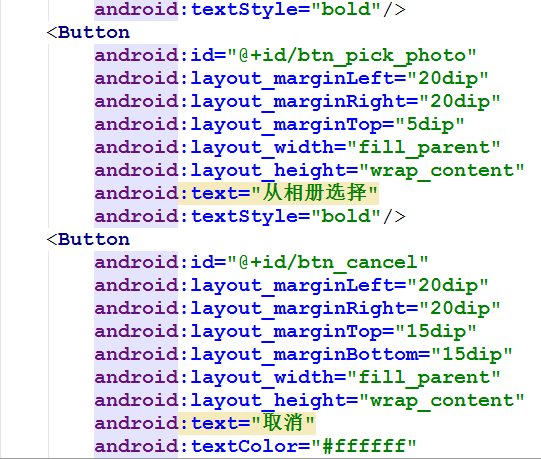 android:textStyle="bold"/>
<Button
android:id="@+id/btn_pick_photo"
android:layout_marginLeft="20dip"
android:layout_marginRight="20dip"
android:layout_marginTop="5dip"
android:layout_width="fill_parent"
android:layout_height="wrap_content"
android:text="从相册选择"
android:textStyle="bold"/>
<Button
android:id="@+id/btn_cancel"
android:layout_marginLeft="20dip"
android:layout_marginRight="20dip"
android:layout_marginTop="15dip"
android:layout_marginBottom="15dip"
android:layout_width="fill_parent"
android:layout_height="wrap_content"
android:text="取消"
android:textColor="#ffffff"